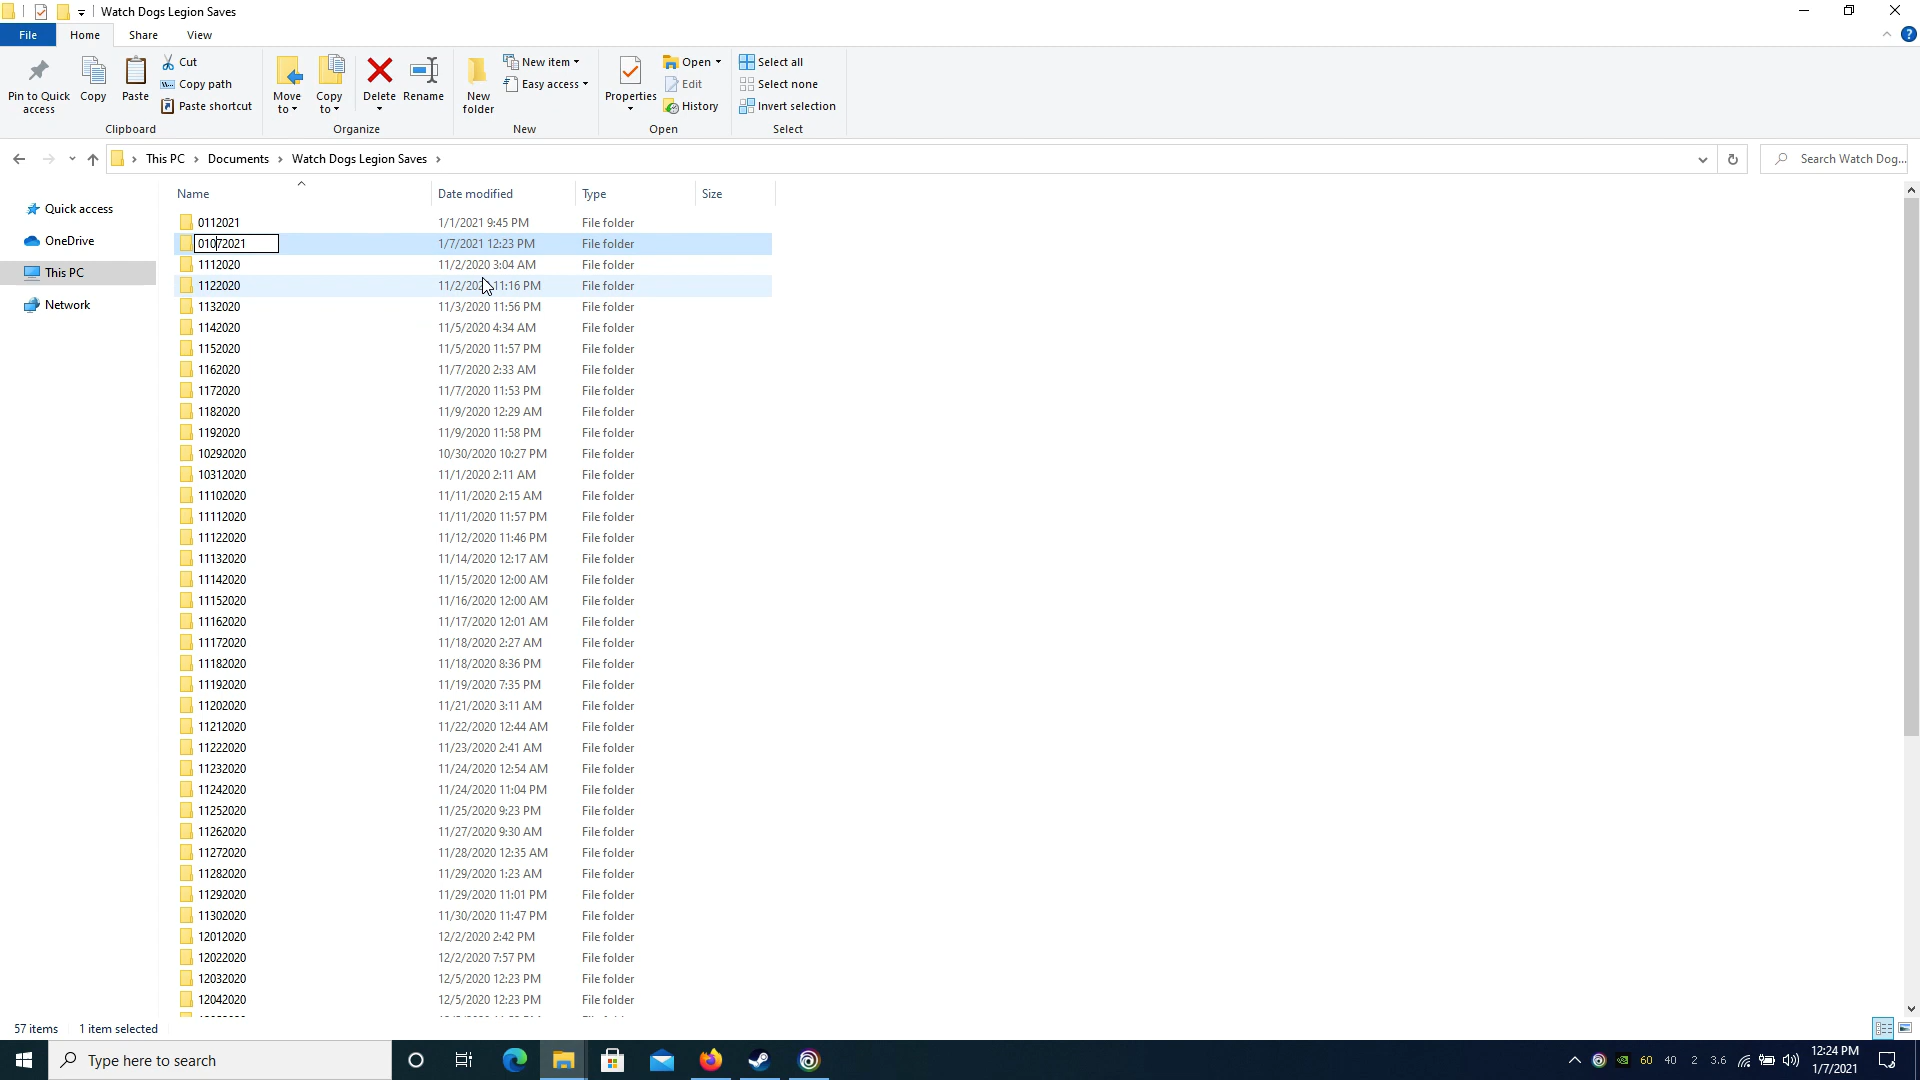 Watch Dogs Legion Saves
File Home Share View
Pin to Quick access
Copy
Paste
Cut
Copy path
Paste shortcut
Move to
Copy to
Delete
Rename
New folder
New item
Easy access
Properties
Open
Edit
History
Select all
Select none
Invert selection
Clipboard Organize New Open Select
This PC Documents Watch Dogs Legion Saves
Search Watch Dog...
Quick access
OneDrive
This PC
Network
Name Date modified Type Size
0112021 1/1/2021 9:45 PM File folder
01072021 1/7/2021 12:23 PM File folder
1112020 11/2/2020 3:04 AM File folder
1122020 11/2/202 11:16 PM File folder
1132020 11/3/2020 11:56 PM File folder
1142020 11/5/2020 4:34 AM File folder
1152020 11/5/2020 11:57 PM File folder
1162020 11/7/2020 2:33 AM File folder
1172020 11/7/2020 11:53 PM File folder
1182020 11/9/2020 12:29 AM File folder
1192020 11/9/2020 11:58 PM File folder
10292020 10/30/2020 10:27 PM File folder
10312020 11/1/2020 2:11 AM File folder
11102020 11/11/2020 2:15 AM File folder
11112020 11/11/2020 11:57 PM File folder
11122020 11/12/2020 11:46 PM File folder
11132020 11/14/2020 12:17 AM File folder
11142020 11/15/2020 12:00 AM File folder
11152020 11/16/2020 12:00 AM File folder
11162020 11/17/2020 12:01 AM File folder
11172020 11/18/2020 2:27 AM File folder
11182020 11/18/2020 8:36 PM File folder
11192020 11/19/2020 7:35 PM File folder
11202020 11/21/2020 3:11 AM File folder
11212020 11/22/2020 12:44 AM File folder
11222020 11/23/2020 2:41 AM File folder
11232020 11/24/2020 12:54 AM File folder
11242020 11/24/2020 11:04 PM File folder
11252020 11/25/2020 9:23 PM File folder
11262020 11/27/2020 9:30 AM File folder
11272020 11/28/2020 12:35 AM File folder
11282020 11/29/2020 1:23 AM File folder
11292020 11/29/2020 11:01 PM File folder
11302020 11/30/2020 11:47 PM File folder
12012020 12/2/2020 2:42 PM File folder
12022020 12/2/2020 7:57 PM File folder
12032020 12/5/2020 12:23 PM File folder
12042020 12/5/2020 12:23 PM File folder
57 items 1 item selected
Type here to search
60 40 2 3.6
12:24 PM
1/7/2021